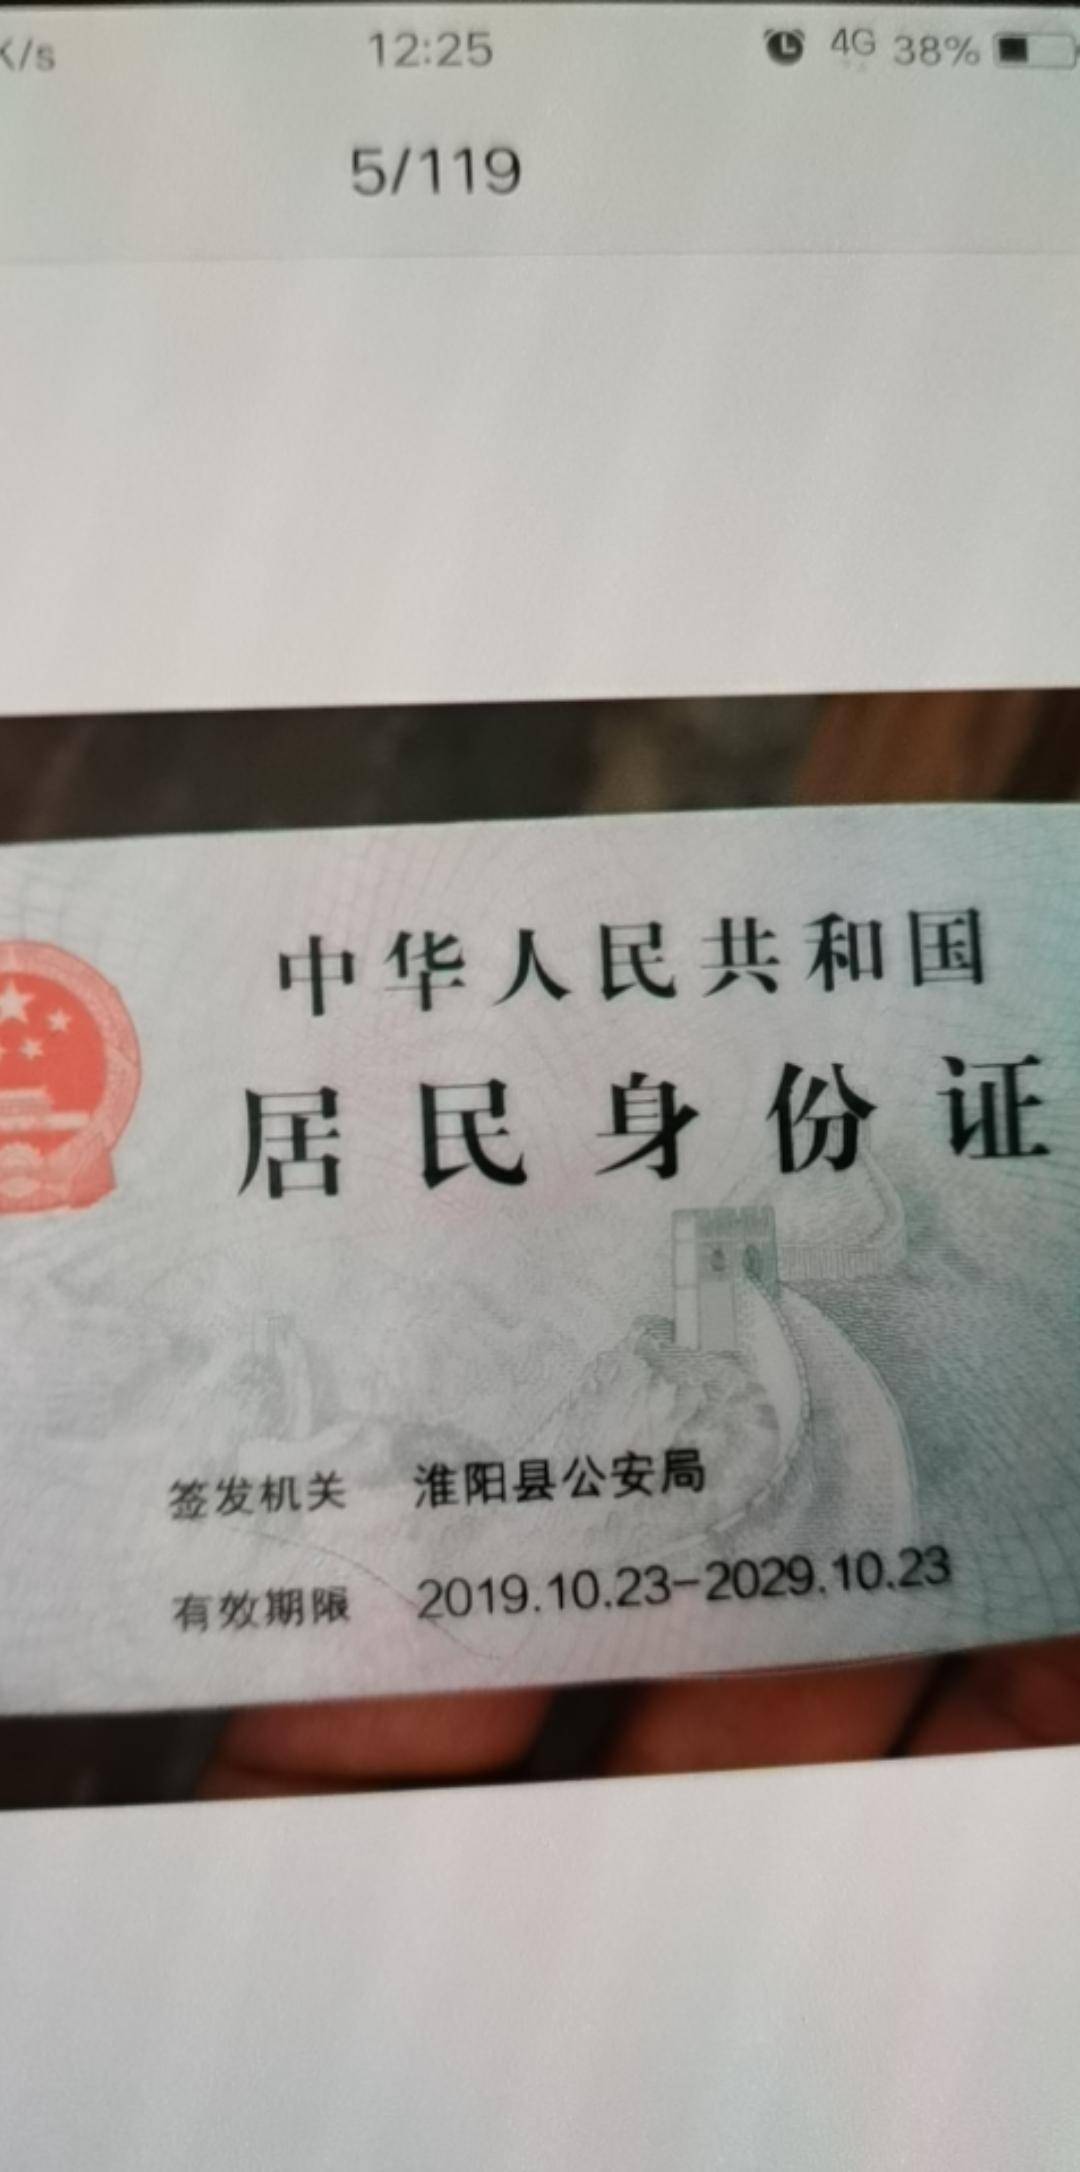 K/s 12:25 4G 38%
5/119
中华人民共和国
居民身份证
签发机关 淮阳县公安局
有效期限 2019.10.23-2029.10.23